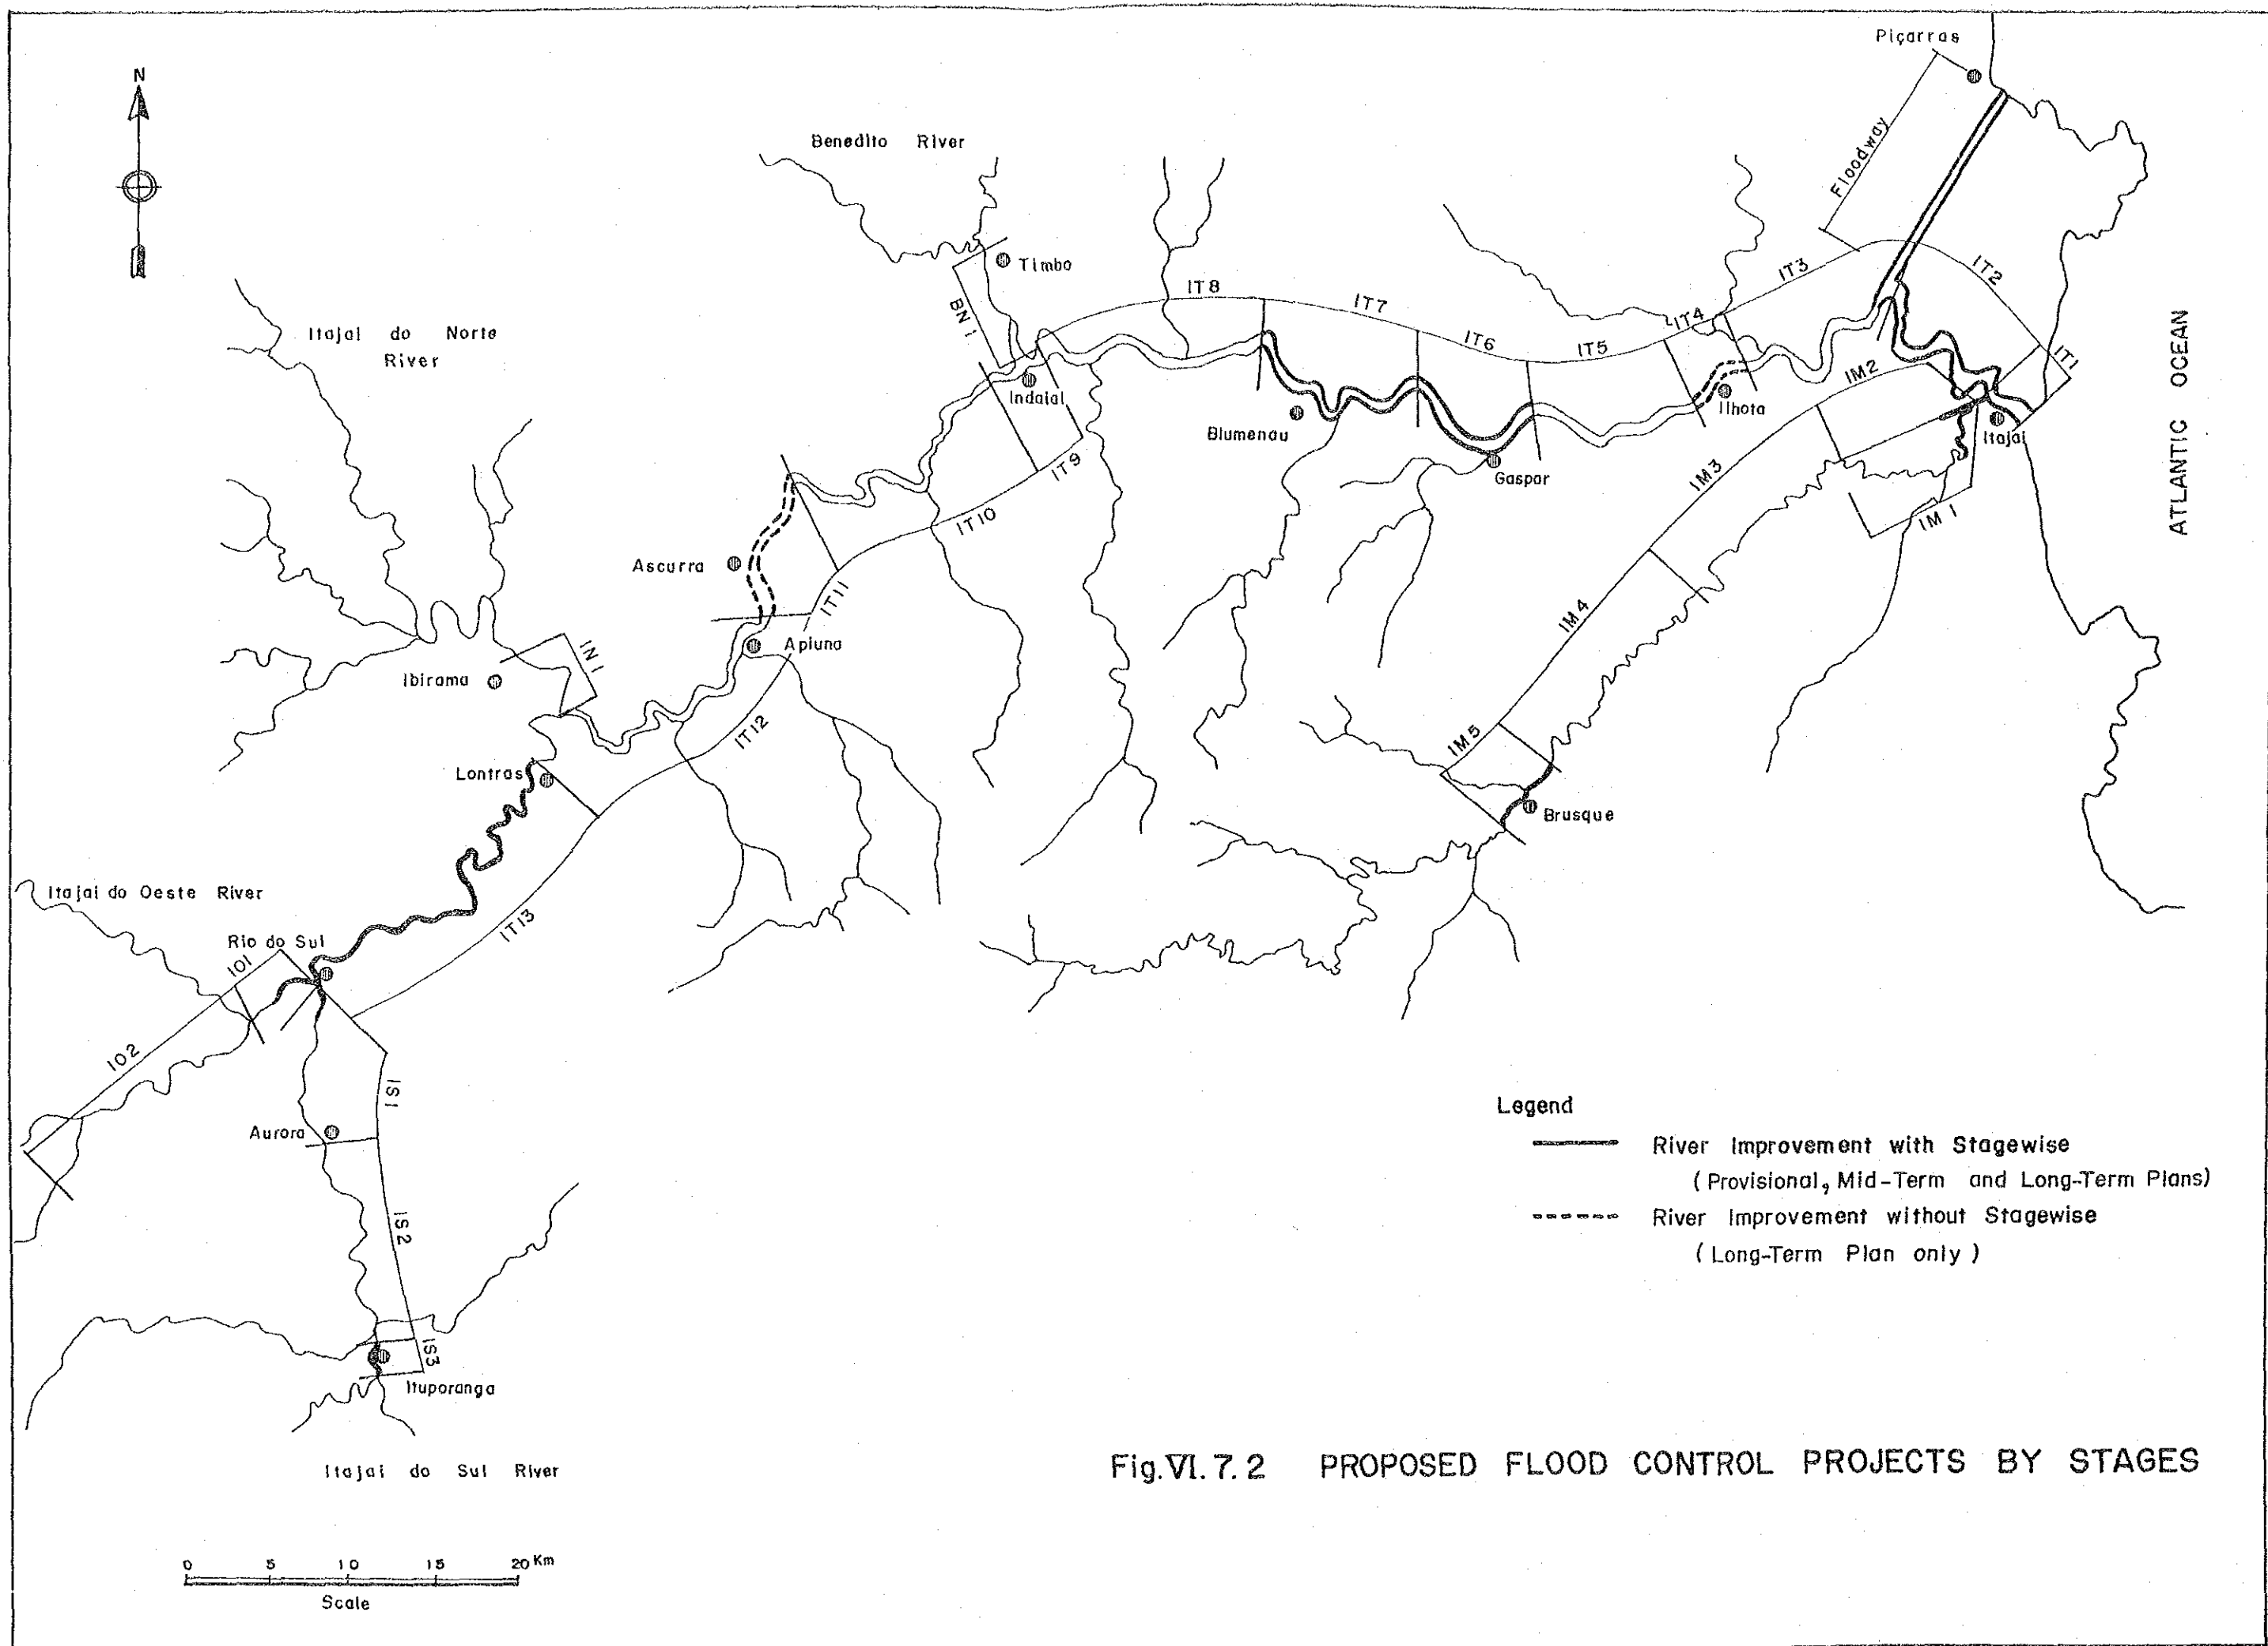 Piçarras
N
Benedito River
Floodway
Timbo
IT8
IT7
IT6
IT5
IT4
IT3
IT2
IT1
BN 1
Itajai do Norte
River
Indaial
IT9
IT10
Blumenau
Gaspar
Ilhota
IM2
Itajai
IM3
IM 1
ATLANTIC OCEAN
Ascurra
IT11
Apiuna
IN 1
Ibirama
IT12
IM4
IM5
Lontras
Brusque
Itajai do Oeste River
Rio do Sul
IT13
IO1
IO2
IS1
Aurora
IS2
IS3
Ituporanga
Itajai do Sul River
Legend
River Improvement with Stagewise
( Provisional, Mid-Term and Long-Term Plans)
River Improvement without Stagewise
( Long-Term Plan only )
Fig.VI. 7. 2 PROPOSED FLOOD CONTROL PROJECTS BY STAGES
0 5 10 15 20 Km
Scale